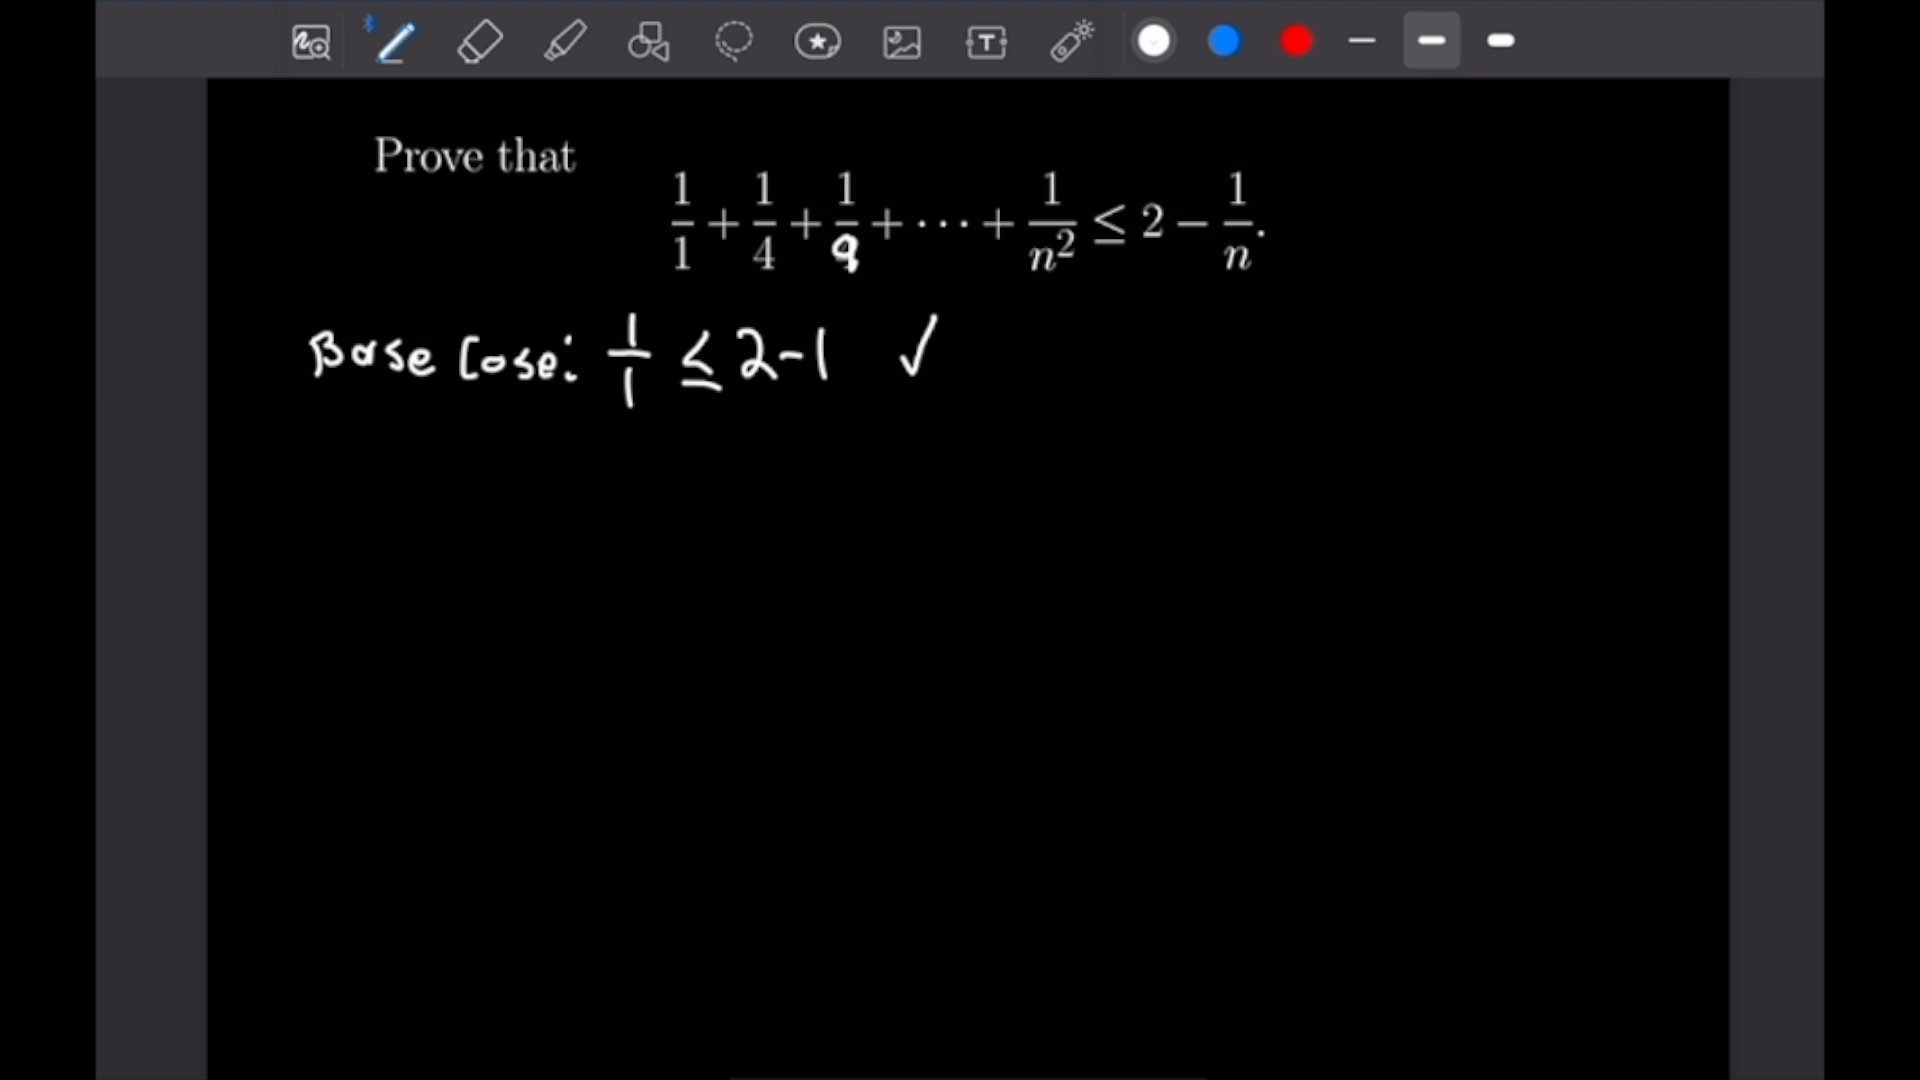 Prove that
1/1 + 1/4 + 1/9 + ⋯ + 1/n² ≤ 2 − 1/n.
Base Case: 1/1 ≤ 2-1 ✓